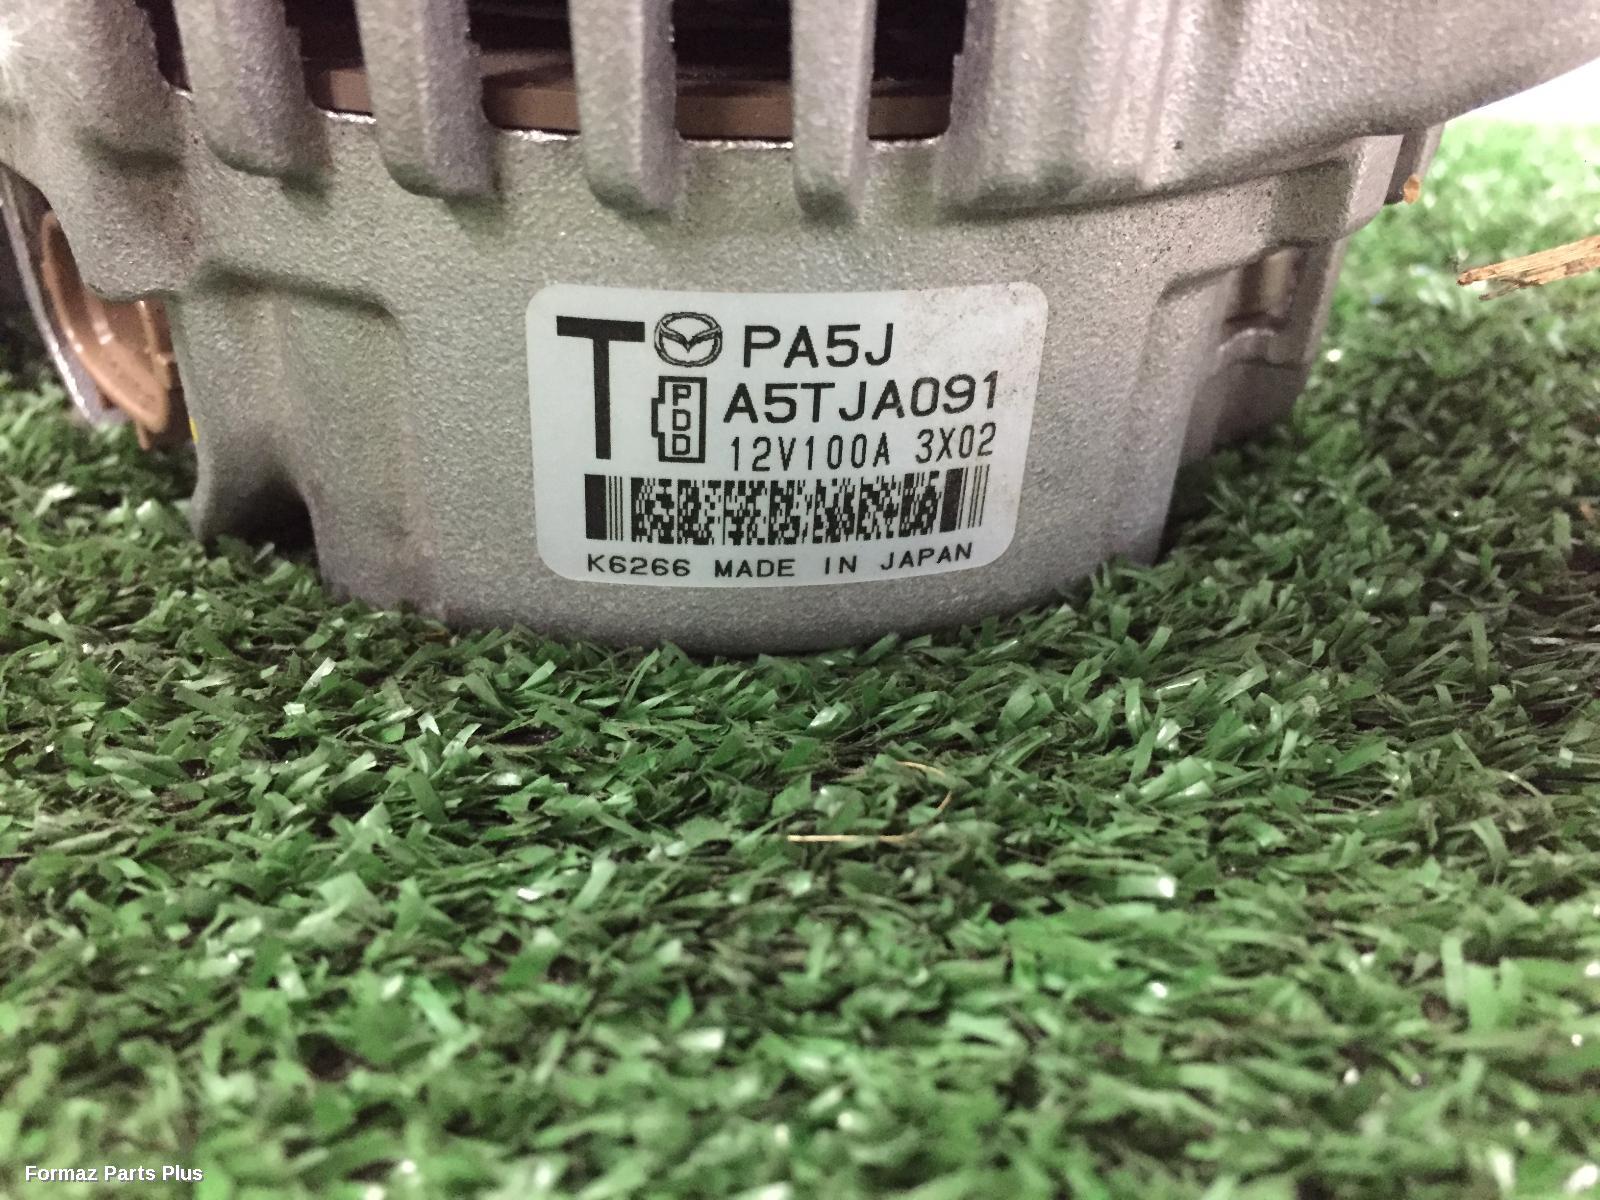 T PA5J
PDD A5TJA091
12V100A 3X02
K6266 MADE IN JAPAN
Formaz Parts Plus